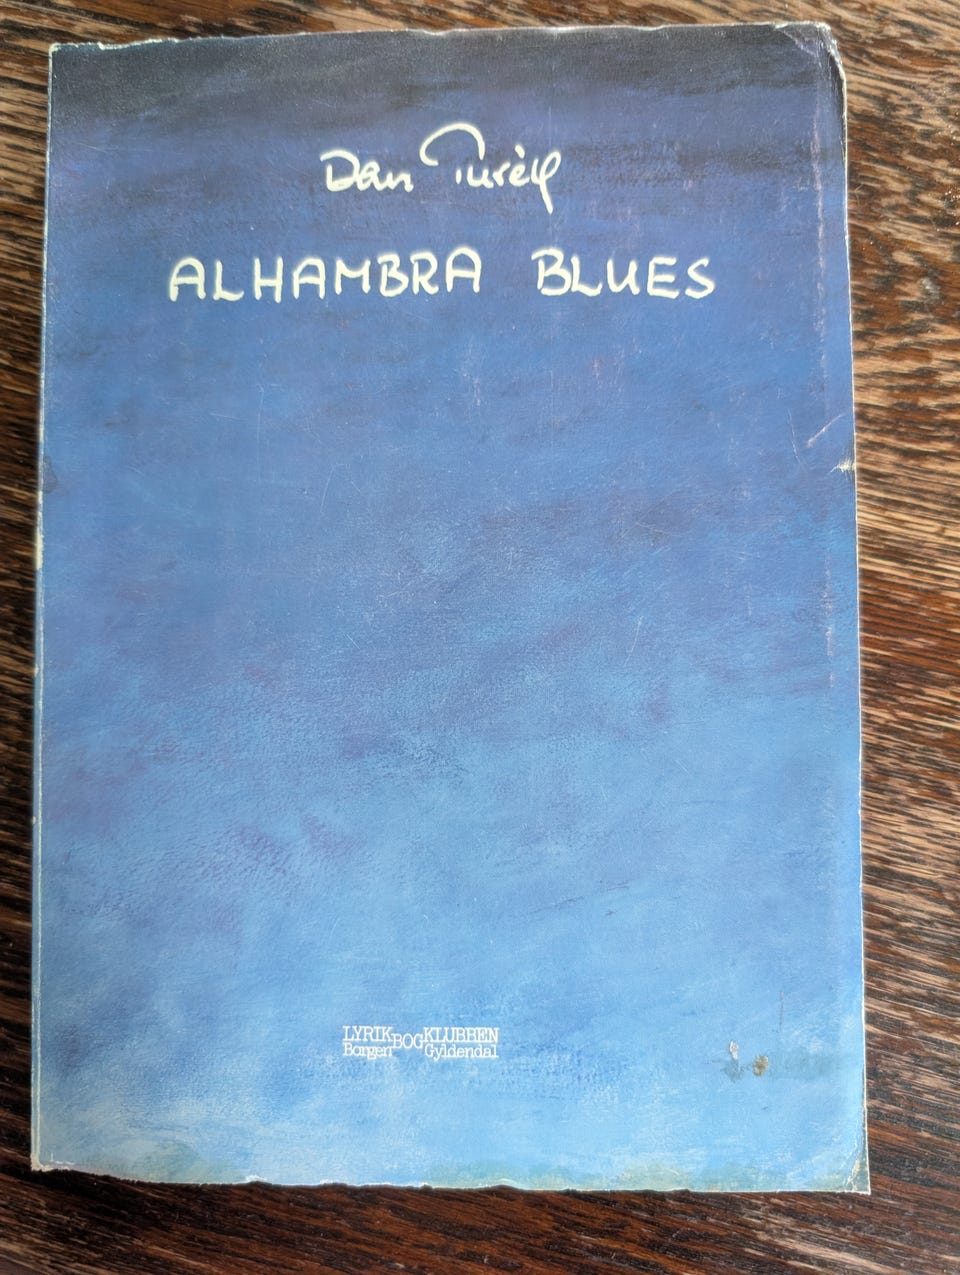 Dan Turèll
ALHAMBRA BLUES
LYRIKBOGKLUBBEN
Borgen Gyldendal